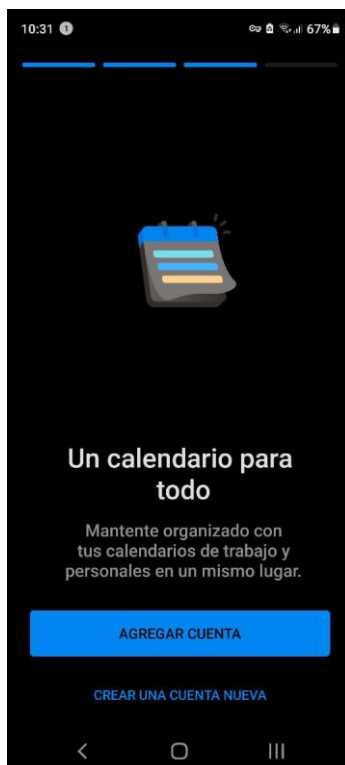 10:31 1 67%
Un calendario para
todo
Mantente organizado con
tus calendarios de trabajo y
personales en un mismo lugar.
AGREGAR CUENTA
CREAR UNA CUENTA NUEVA